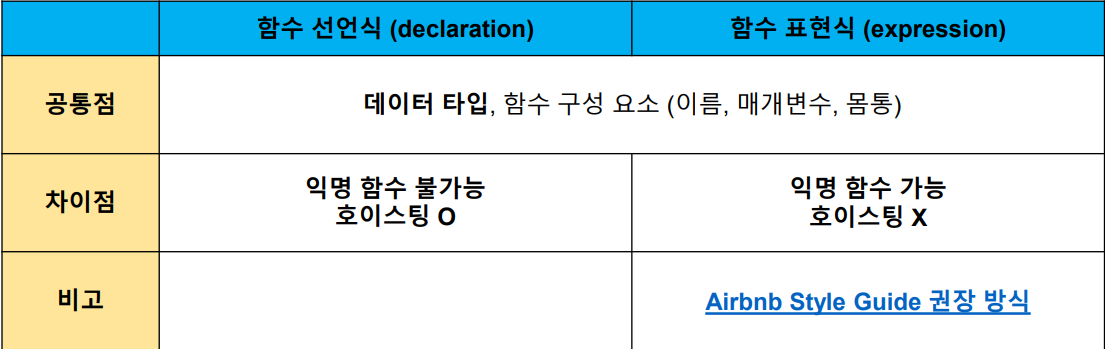 함수 선언식 (declaration)
함수 표현식 (expression)
공통점
데이터 타입, 함수 구성 요소 (이름, 매개변수, 몸통)
차이점
익명 함수 불가능
호이스팅 O
익명 함수 가능
호이스팅 X
비고
Airbnb Style Guide 권장 방식